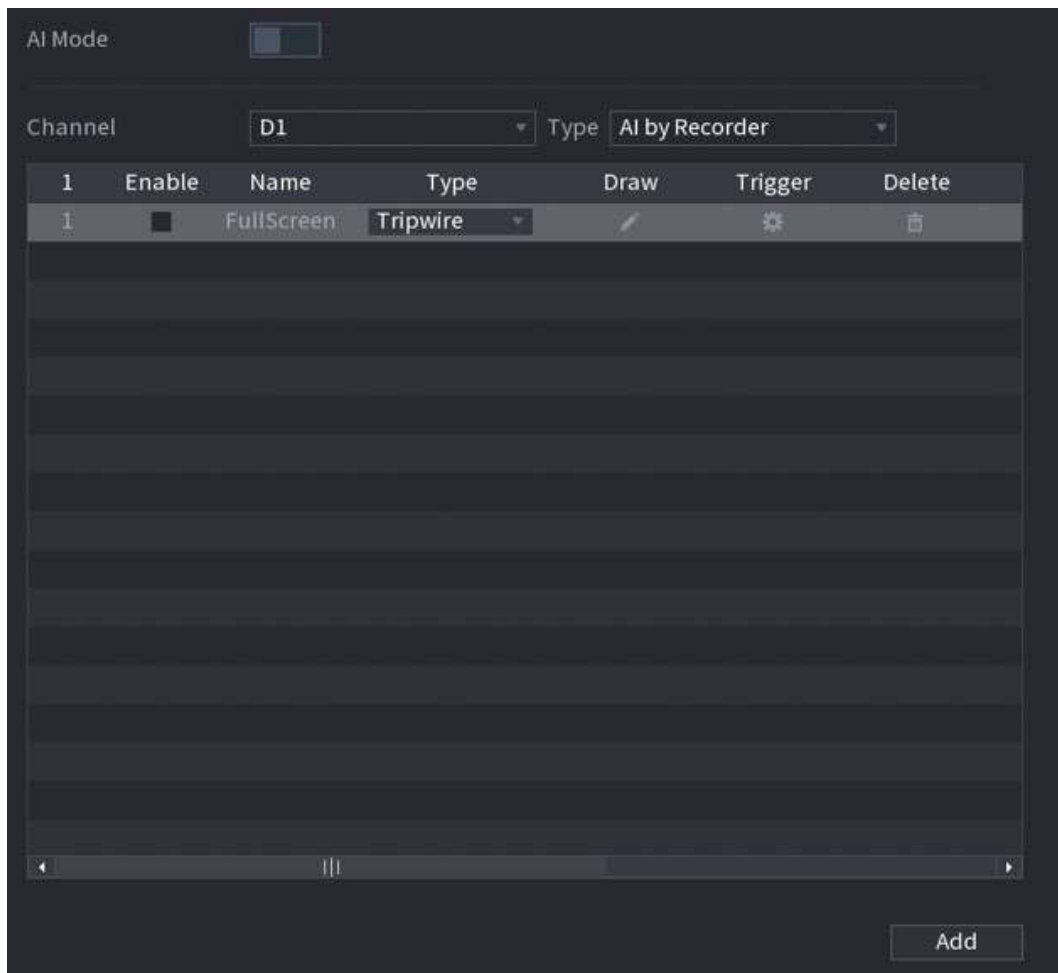 AI Mode
Channel D1 Type AI by Recorder
1 Enable Name Type Draw Trigger Delete
1 FullScreen Tripwire
Add